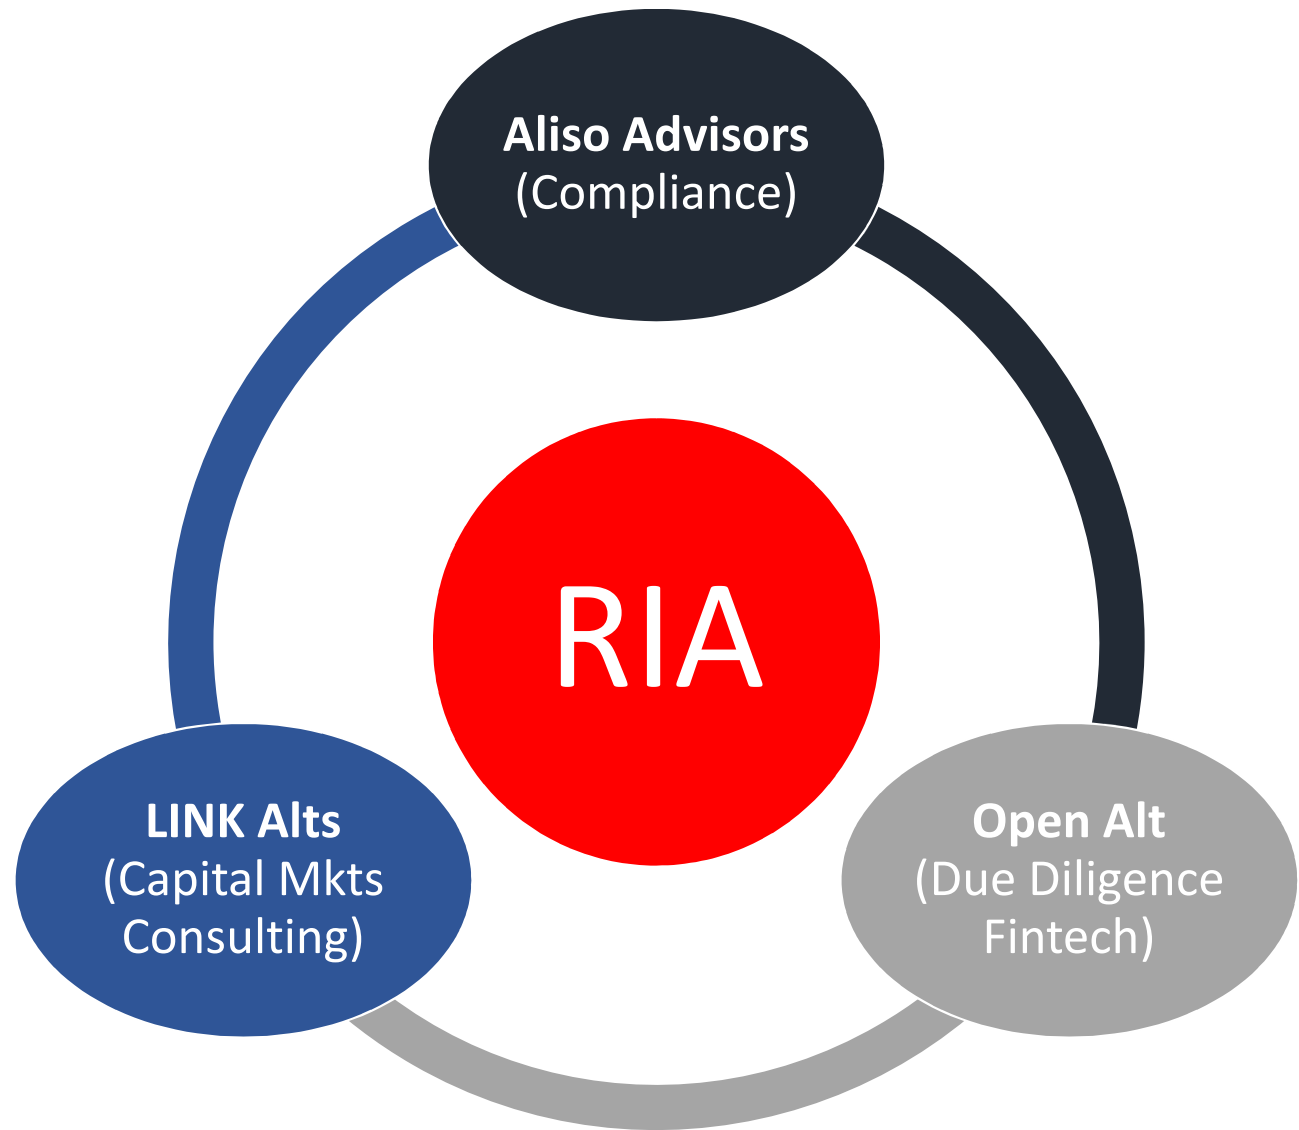 Aliso Advisors
(Compliance)
RIA
LINK Alts
(Capital Mkts
Consulting)
Open Alt
(Due Diligence
Fintech)